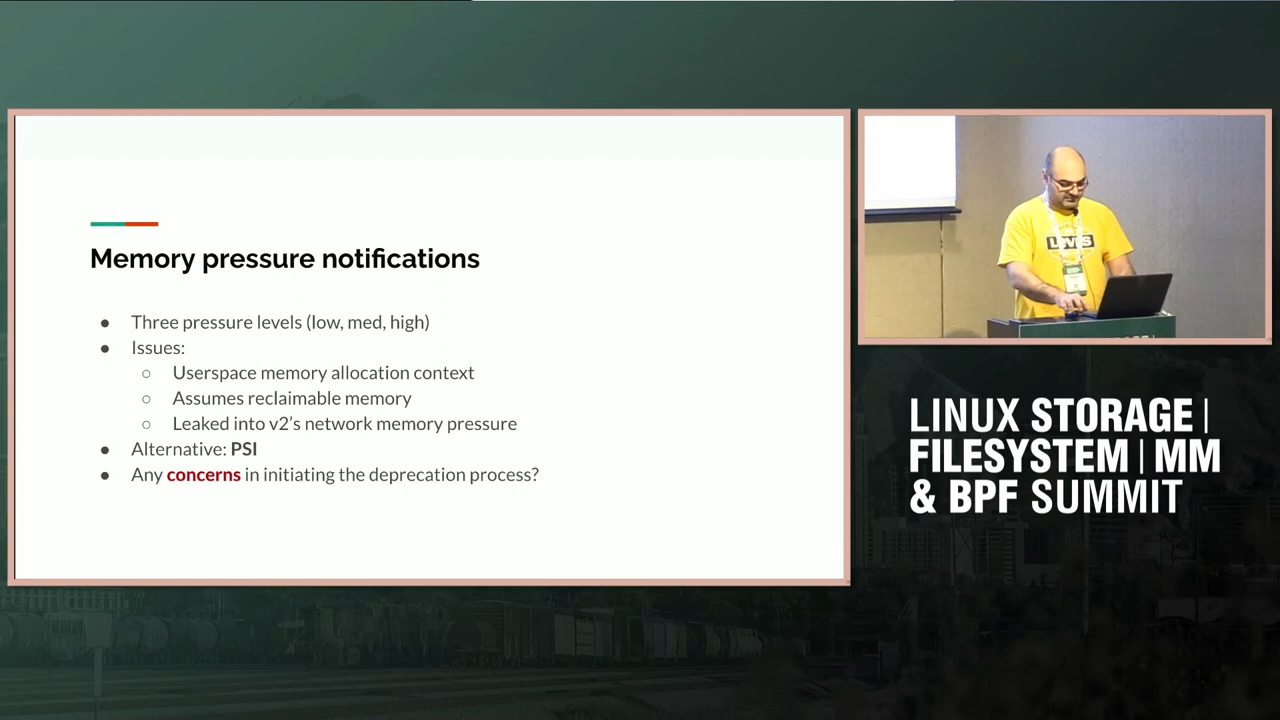 Memory pressure notifications
● Three pressure levels (low, med, high)
● Issues:
○ Userspace memory allocation context
○ Assumes reclaimable memory
○ Leaked into v2's network memory pressure
● Alternative: PSI
● Any concerns in initiating the deprecation process?
LEVI'S
LINUX STORAGE |
FILESYSTEM | MM
& BPF SUMMIT